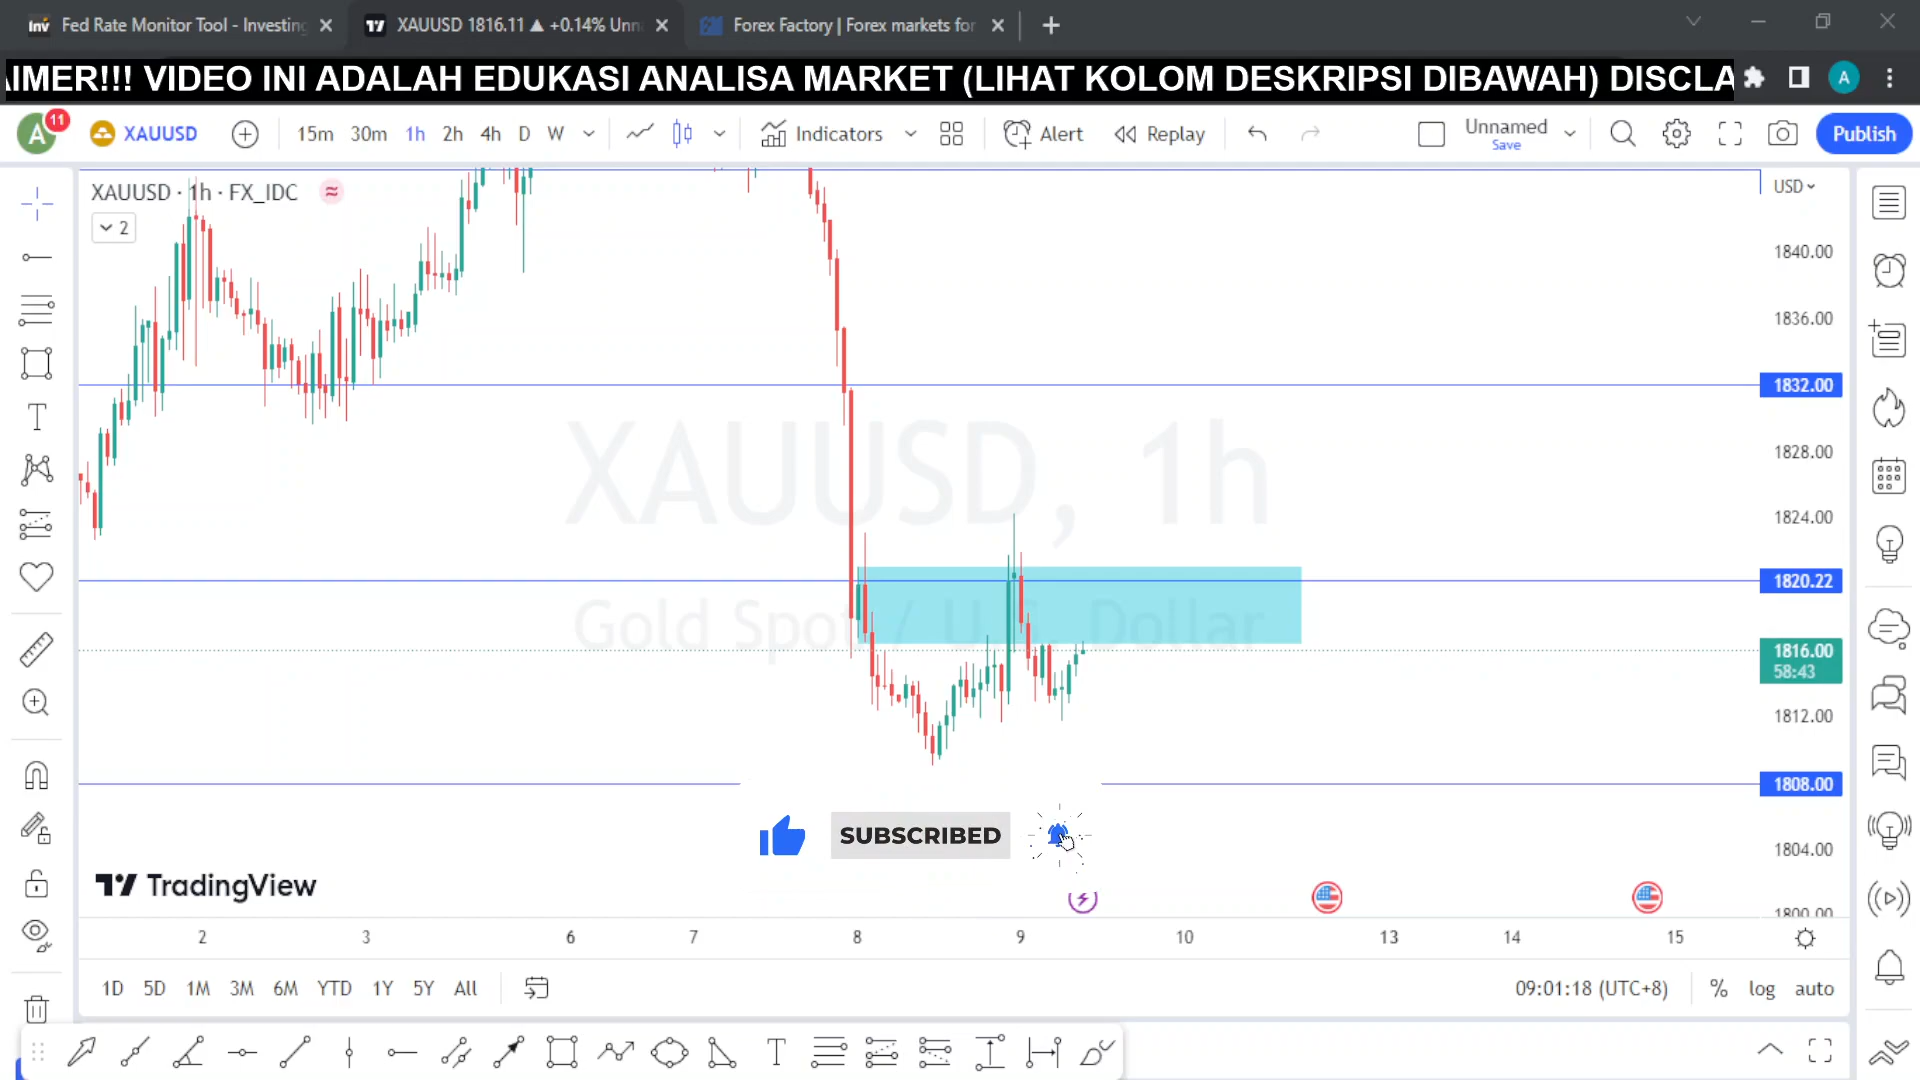 Fed Rate Monitor Tool - Investing
XAUUSD 1816.11 ▲ +0.14% Unn
Forex Factory | Forex markets for
AIMER!!! VIDEO INI ADALAH EDUKASI ANALISA MARKET (LIHAT KOLOM DESKRIPSI DIBAWAH) DISCLA
A
A 11 XAUUSD 15m 30m 1h 2h 4h D W Indicators Alert Replay Unnamed Save Publish
XAUUSD · 1h · FX_IDC
2
USD
1840.00
1836.00
1832.00
1828.00
XAUUSD, 1h
1824.00
1820.22
Gold Spot / U.S. Dollar
1816.00
58:43
1812.00
1808.00
SUBSCRIBED
1804.00
TradingView
1800.00
2 3 6 7 8 9 10 13 14 15
1D 5D 1M 3M 6M YTD 1Y 5Y All 09:01:18 (UTC+8) % log auto
T